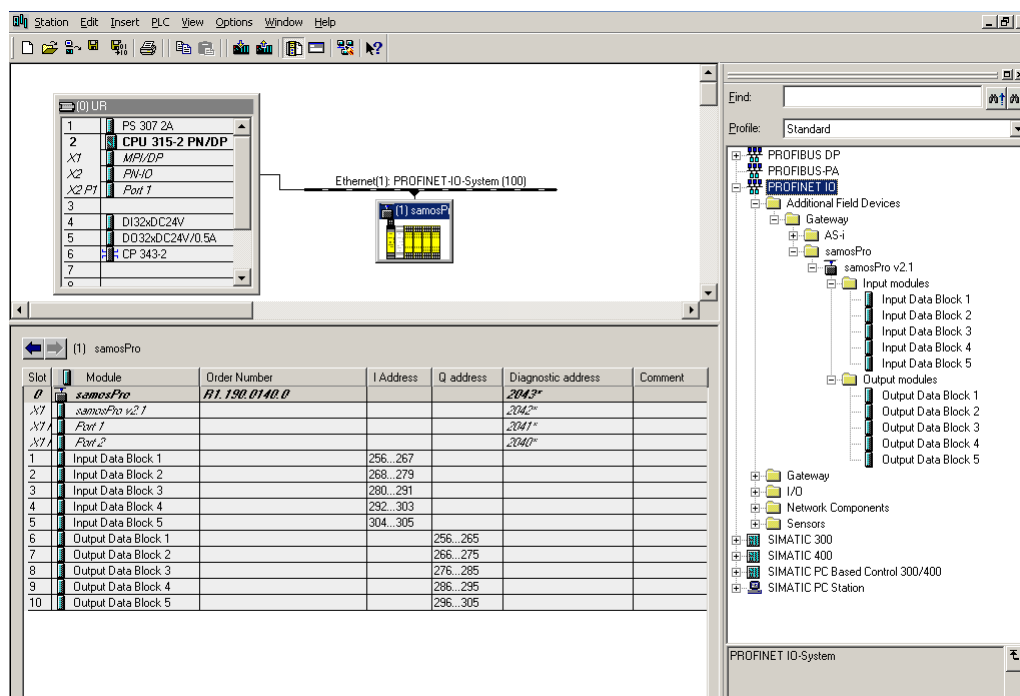 Station Edit Insert PLC View Options Window Help
(0) UR
1 PS 307 2A
2 CPU 315-2 PN/DP
X1 MPI/DP
X2 PN-IO
X2 P1 Port 1
3
4 DI32xDC24V
5 DO32xDC24V/0.5A
6 CP 343-2
7
Ethernet(1): PROFINET-IO-System (100)
(1) samosPr
(1) samosPro
Slot Module Order Number I Address Q address Diagnostic address Comment
0 samosPro R1.190.0140.0 2043*
X1 samosPro v2.1 2042*
X1 Port 1 2041*
X1 Port 2 2040*
1 Input Data Block 1 256...267
2 Input Data Block 2 268...279
3 Input Data Block 3 280...291
4 Input Data Block 4 292...303
5 Input Data Block 5 304...305
6 Output Data Block 1 256...265
7 Output Data Block 2 266...275
8 Output Data Block 3 276...285
9 Output Data Block 4 286...295
10 Output Data Block 5 296...305
Find:
Profile: Standard
PROFIBUS DP
PROFIBUS-PA
PROFINET IO
Additional Field Devices
Gateway
AS-i
samosPro
samosPro v2.1
Input modules
Input Data Block 1
Input Data Block 2
Input Data Block 3
Input Data Block 4
Input Data Block 5
Output modules
Output Data Block 1
Output Data Block 2
Output Data Block 3
Output Data Block 4
Output Data Block 5
Gateway
I/O
Network Components
Sensors
SIMATIC 300
SIMATIC 400
SIMATIC PC Based Control 300/400
SIMATIC PC Station
PROFINET IO-System